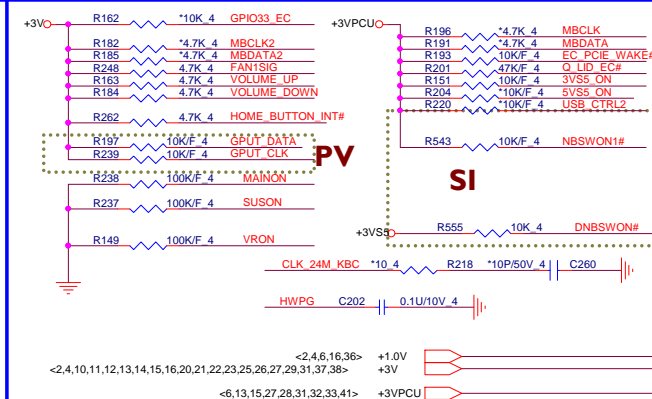 +3V R162 *10K_4 GPIO33_EC
R182 *4.7K_4 MBCLK2
R185 *4.7K_4 MBDATA2
R248 4.7K_4 FAN1SIG
R163 4.7K_4 VOLUME_UP
R184 4.7K_4 VOLUME_DOWN
R262 4.7K_4 HOME_BUTTON_INT#
R197 10K/F_4 GPUT_DATA
R239 10K/F_4 GPUT_CLK
PV
R238 100K/F_4 MAINON
R237 100K/F_4 SUSON
R149 100K/F_4 VRON
+3VPCU R196 *4.7K_4 MBCLK
R191 *4.7K_4 MBDATA
R193 10K/F_4 EC_PCIE_WAKE#
R201 47K/F_4 Q_LID_EC#
R151 10K/F_4 3VS5_ON
R204 *10K/F_4 5VS5_ON
R220 *10K/F_4 USB_CTRL2
R543 10K/F_4 NBSWON1#
SI
+3VS5 R555 10K_4 DNBSWON#
CLK_24M_KBC *10_4 R218 *10P/50V_4 C260
HWPG C202 0.1U/10V_4
<2,4,6,16,36> +1.0V
<2,4,10,11,12,13,14,15,16,20,21,22,23,25,26,27,29,31,37,38> +3V
<6,13,15,27,28,31,32,33,41> +3VPCU